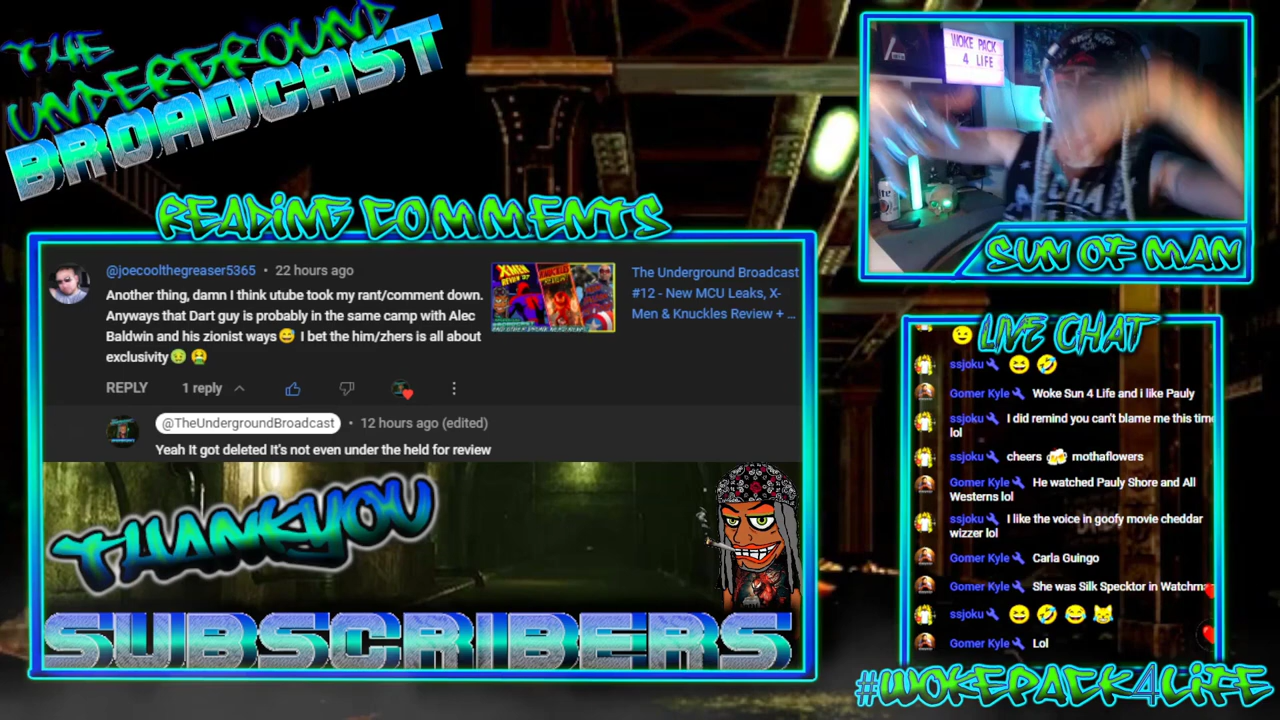 THE
UNDERGROUND
BROADCAST
WOKE PACK
4 LIFE
READING COMMENTS
SUN OF MAN
@joecoolthegreaser5365 • 22 hours ago
Another thing, damn I think utube took my rant/comment down.
Anyways that Dart guy is probably in the same camp with Alec
Baldwin and his zionist ways😅 I bet the him/zhers is all about
exclusivity🤢 🤮
REPLY 1 reply
The Underground Broadcast
#12 - New MCU Leaks, X-
Men & Knuckles Review + ...
@TheUndergroundBroadcast • 12 hours ago (edited)
Yeah It got deleted It's not even under the held for review
THANKYOU
SUBSCRIBERS
LIVE CHAT
😉
ssjoku 😆 🤣
Gomer Kyle Woke Sun 4 Life and i like Pauly
ssjoku I did remind you can't blame me this time
lol
ssjoku cheers 🍻 mothaflowers
Gomer Kyle He watched Pauly Shore and All
Westerns lol
ssjoku I like the voice in goofy movie cheddar
wizzer lol
Gomer Kyle Carla Guingo
Gomer Kyle She was Silk Specktor in Watchma
ssjoku 😆 🤣 😂 😹
Gomer Kyle Lol
#WOKEPACK4LIFE